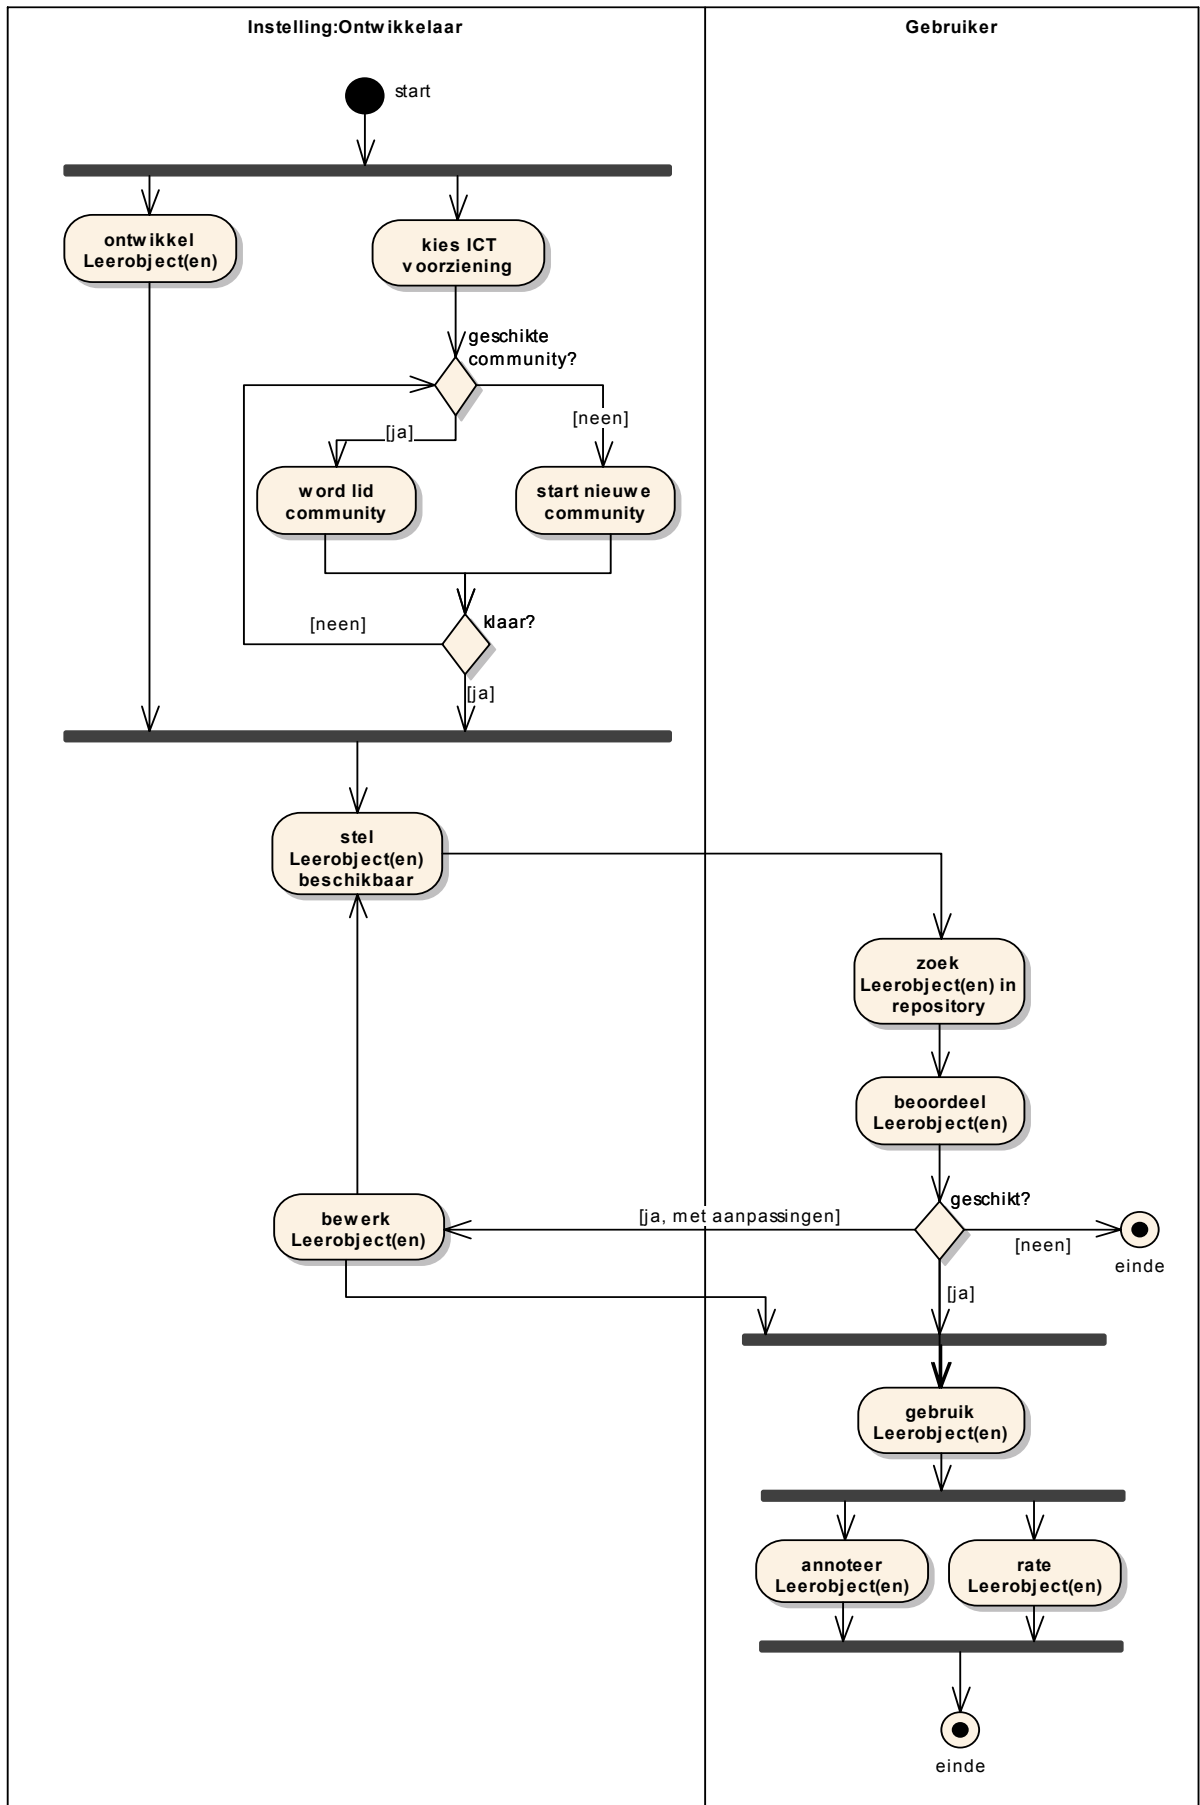 Instelling:Ontwikkelaar
Gebruiker
start
ontwikkel
Leerobject(en)
kies ICT
voorziening
geschikte
community?
[ja]
[neen]
word lid
community
start nieuwe
community
klaar?
[neen]
[ja]
stel
Leerobject(en)
beschikbaar
zoek
Leerobject(en) in
repository
beoordeel
Leerobject(en)
geschikt?
[ja, met aanpassingen]
[neen]
einde
bewerk
Leerobject(en)
[ja]
gebruik
Leerobject(en)
annoteer
Leerobject(en)
rate
Leerobject(en)
einde